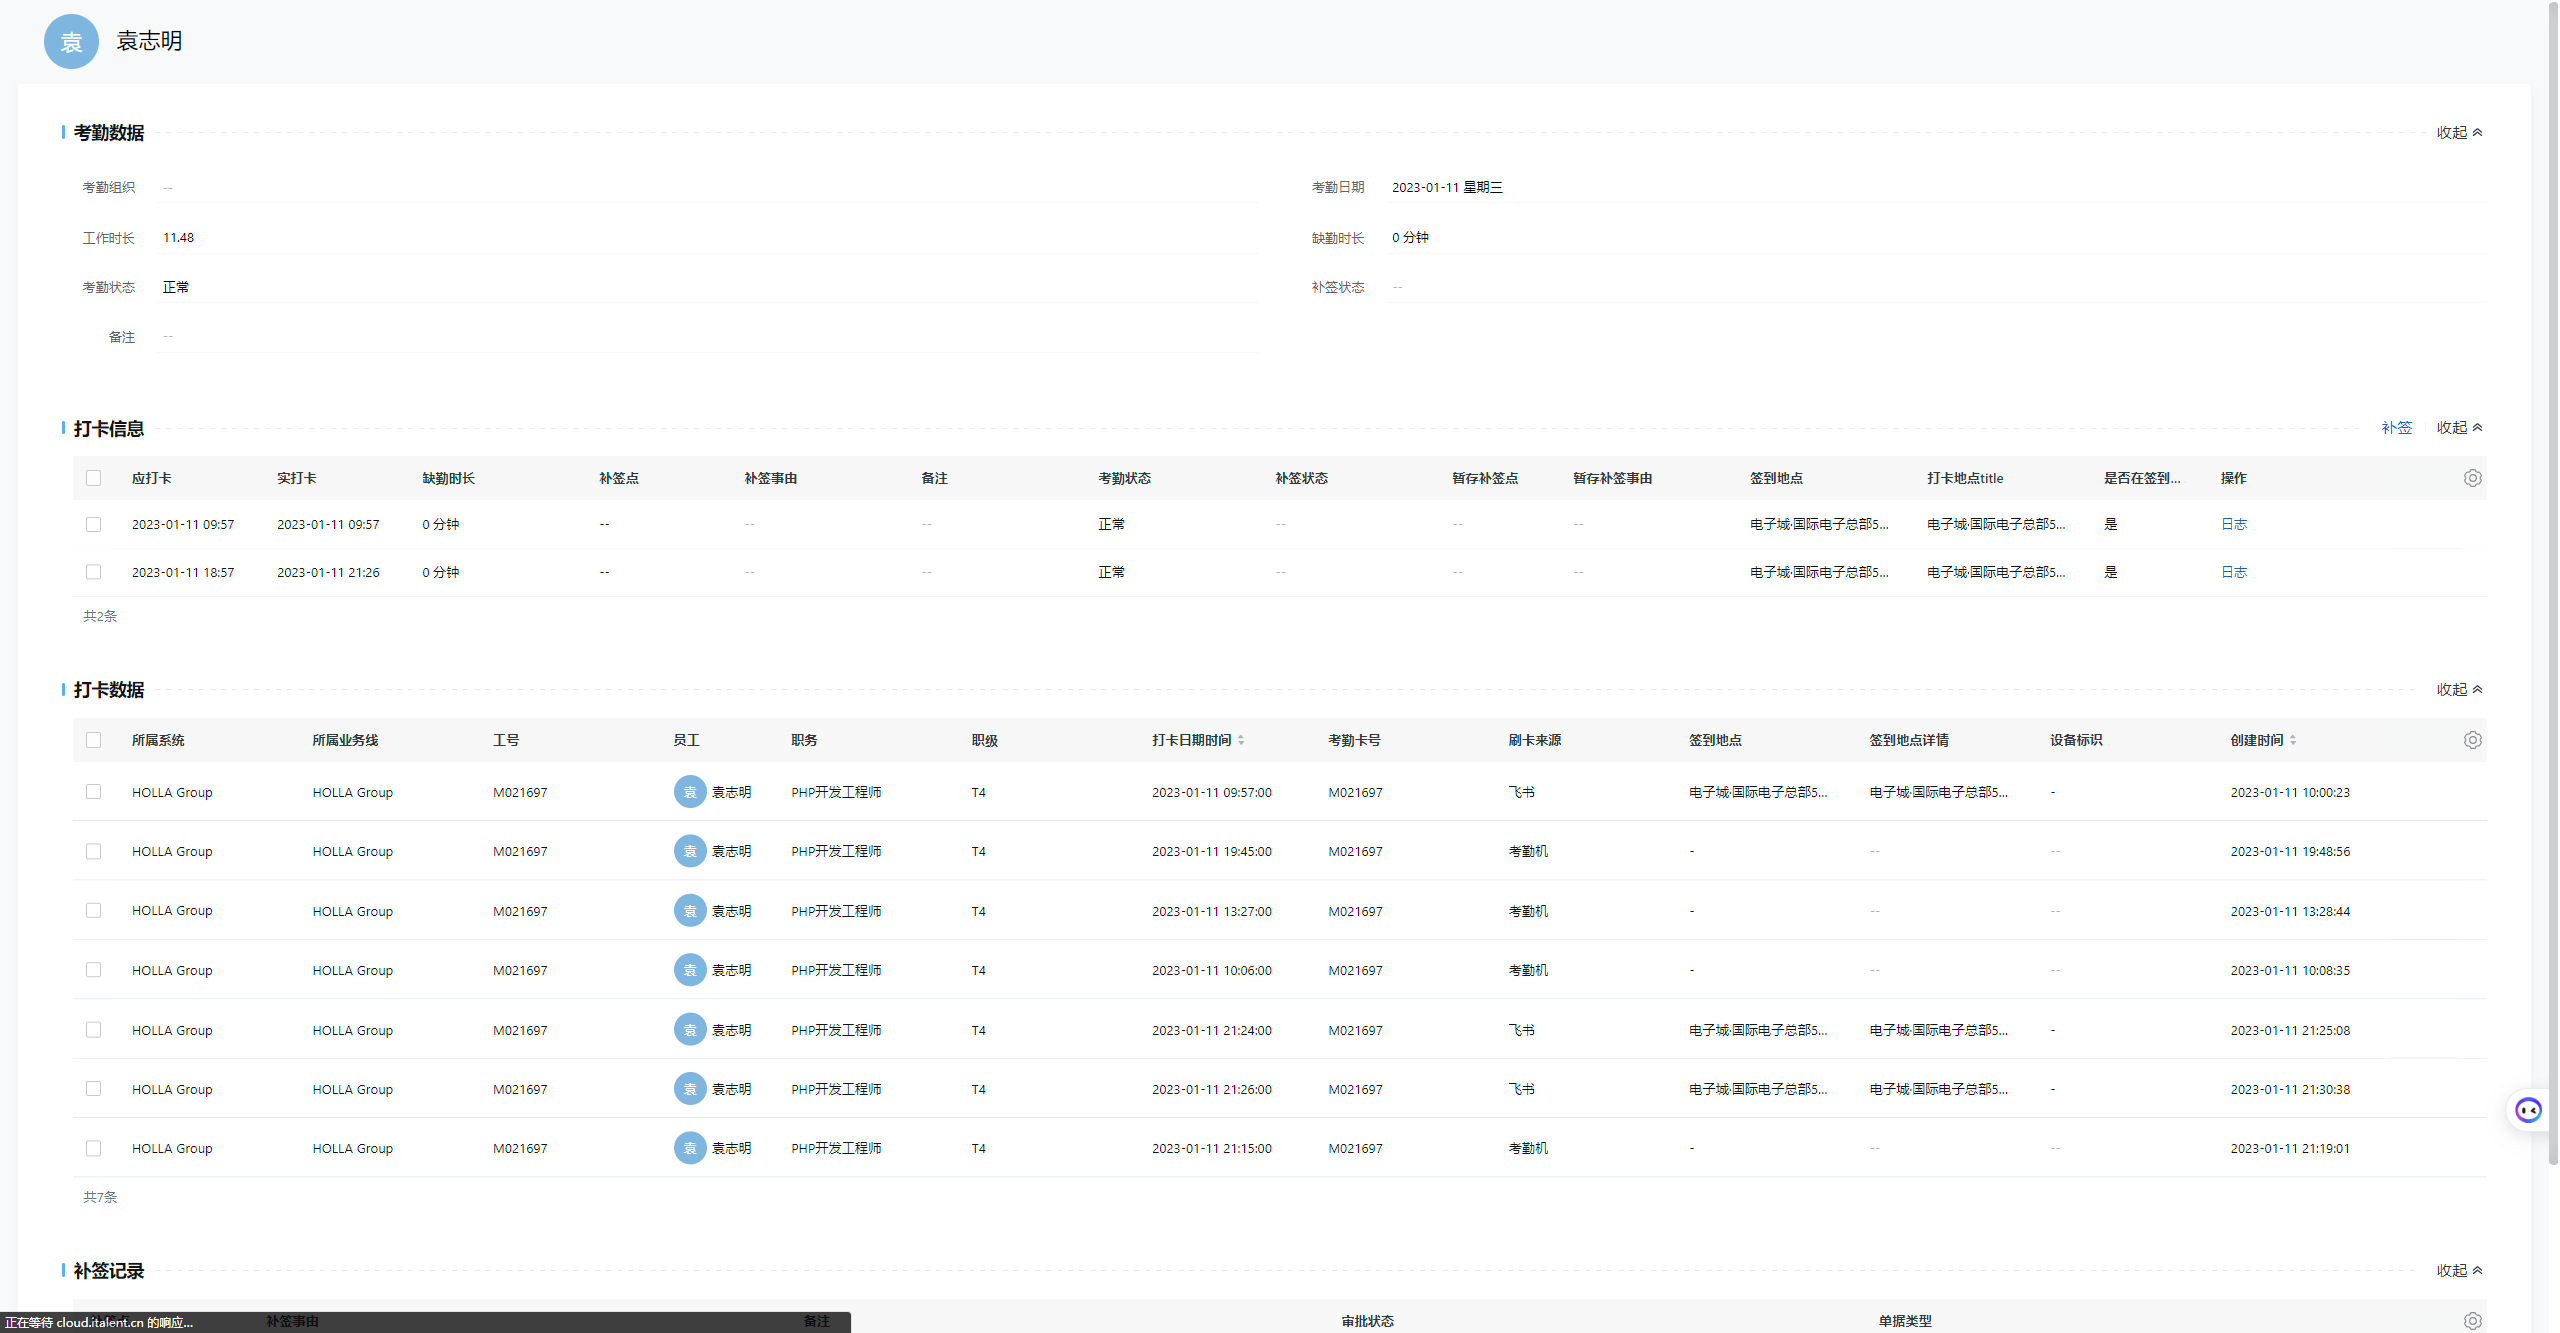 袁 袁志明
考勤数据 收起
考勤组织 -- 考勤日期 2023-01-11 星期三
工作时长 11.48 缺勤时长 0 分钟
考勤状态 正常 补签状态 --
备注 --
打卡信息 补签 收起
应打卡 实打卡 缺勤时长 补签点 补签事由 备注 考勤状态 补签状态 暂存补签点 暂存补签事由 签到地点 打卡地点title 是否在签到... 操作
2023-01-11 09:57 2023-01-11 09:57 0 分钟 -- -- -- 正常 -- -- -- 电子城·国际电子总部5... 电子城·国际电子总部5... 是 日志
2023-01-11 18:57 2023-01-11 21:26 0 分钟 -- -- -- 正常 -- -- -- 电子城·国际电子总部5... 电子城·国际电子总部5... 是 日志
共2条
打卡数据 收起
所属系统 所属业务线 工号 员工 职务 职级 打卡日期时间 考勤卡号 刷卡来源 签到地点 签到地点详情 设备标识 创建时间
HOLLA Group HOLLA Group M021697 袁 袁志明 PHP开发工程师 T4 2023-01-11 09:57:00 M021697 飞书 电子城·国际电子总部5... 电子城·国际电子总部5... - 2023-01-11 10:00:23
HOLLA Group HOLLA Group M021697 袁 袁志明 PHP开发工程师 T4 2023-01-11 19:45:00 M021697 考勤机 - -- -- 2023-01-11 19:48:56
HOLLA Group HOLLA Group M021697 袁 袁志明 PHP开发工程师 T4 2023-01-11 13:27:00 M021697 考勤机 - -- -- 2023-01-11 13:28:44
HOLLA Group HOLLA Group M021697 袁 袁志明 PHP开发工程师 T4 2023-01-11 10:06:00 M021697 考勤机 - -- -- 2023-01-11 10:08:35
HOLLA Group HOLLA Group M021697 袁 袁志明 PHP开发工程师 T4 2023-01-11 21:24:00 M021697 飞书 电子城·国际电子总部5... 电子城·国际电子总部5... - 2023-01-11 21:25:08
HOLLA Group HOLLA Group M021697 袁 袁志明 PHP开发工程师 T4 2023-01-11 21:26:00 M021697 飞书 电子城·国际电子总部5... 电子城·国际电子总部5... - 2023-01-11 21:30:38
HOLLA Group HOLLA Group M021697 袁 袁志明 PHP开发工程师 T4 2023-01-11 21:15:00 M021697 考勤机 - -- -- 2023-01-11 21:19:01
共7条
补签记录 收起
补签事由 备注 审批状态 单据类型
正在等待 cloud.italent.cn 的响应...